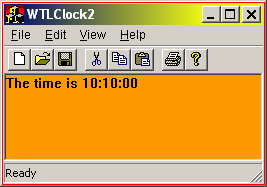 WTLClock2
File Edit View Help
The time is 10:10:00
Ready